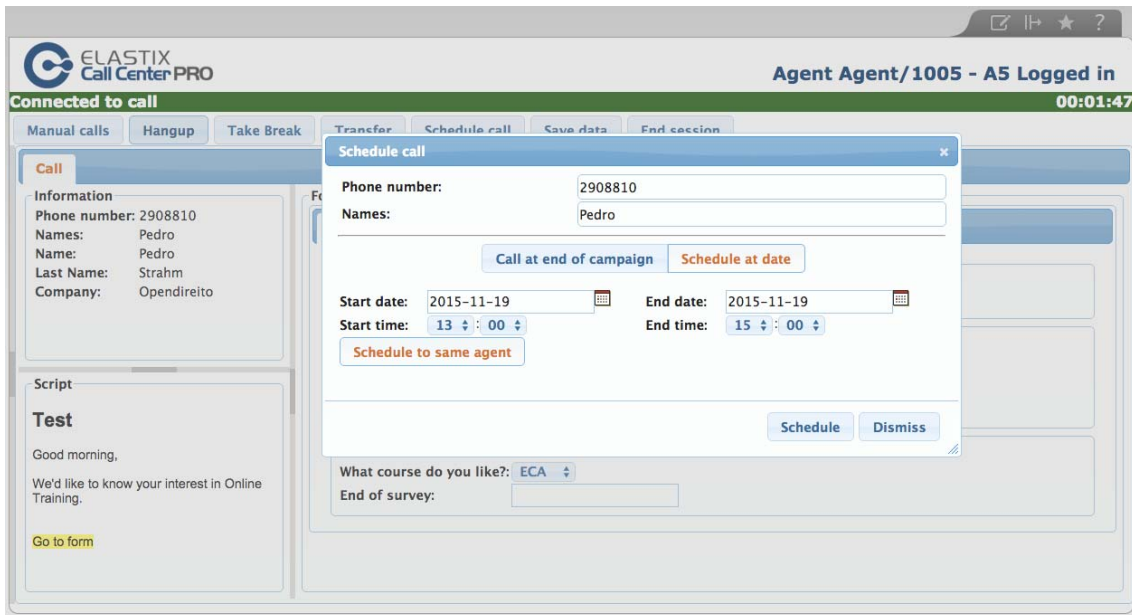 ?
ELASTIX
Call Center PRO
Agent Agent/1005 - A5 Logged in
Connected to call 00:01:47
Manual calls Hangup Take Break Transfer Schedule call Save data End session
Call
Information
Phone number: 2908810
Names: Pedro
Name: Pedro
Last Name: Strahm
Company: Opendireito
Script
Test
Good morning,
We'd like to know your interest in Online
Training.
Go to form
Fo
Schedule call ×
Phone number: 2908810
Names: Pedro
Call at end of campaign Schedule at date
Start date: 2015-11-19 End date: 2015-11-19
Start time: 13 : 00 End time: 15 : 00
Schedule to same agent
Schedule Dismiss
What course do you like?: ECA
End of survey: